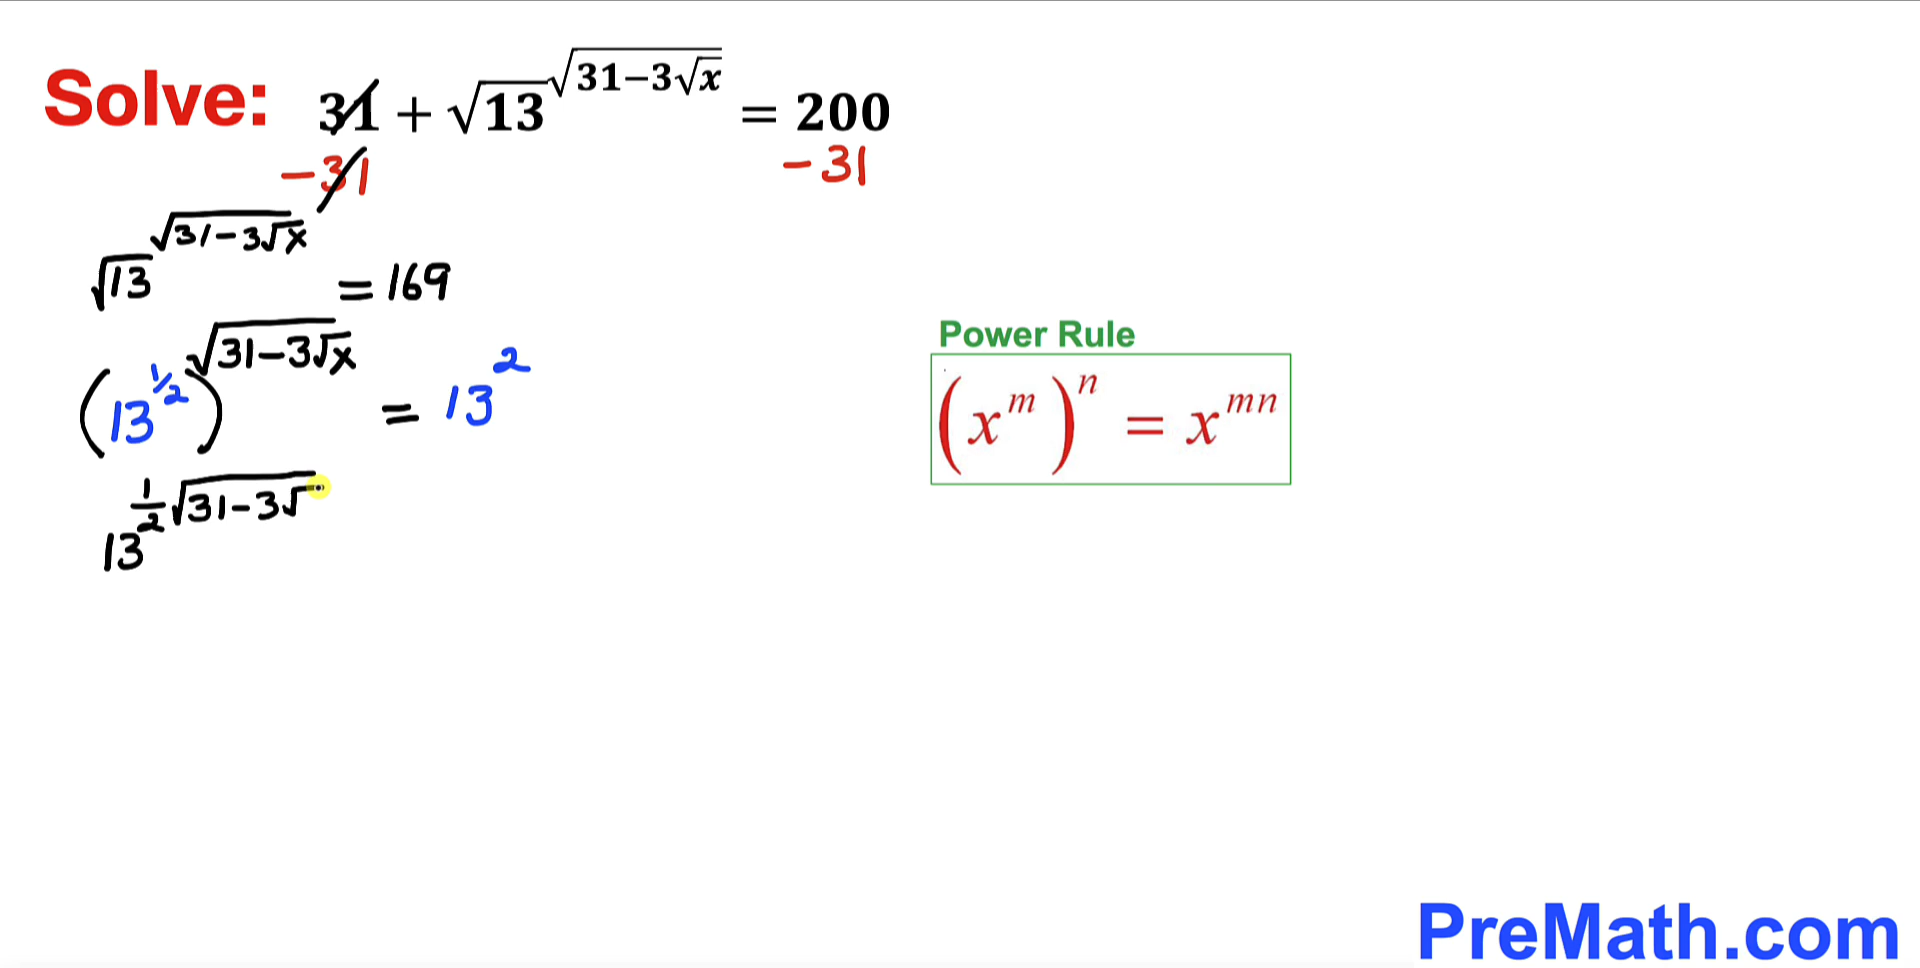 Solve: 31 + √13^√(31−3√x) = 200
−31 −31
√13^√(31−3√x) = 169
(13^½)^√(31−3√x) = 13^2
13^(1/2 √(31−3√
Power Rule
(x^m)^n = x^mn
PreMath.com